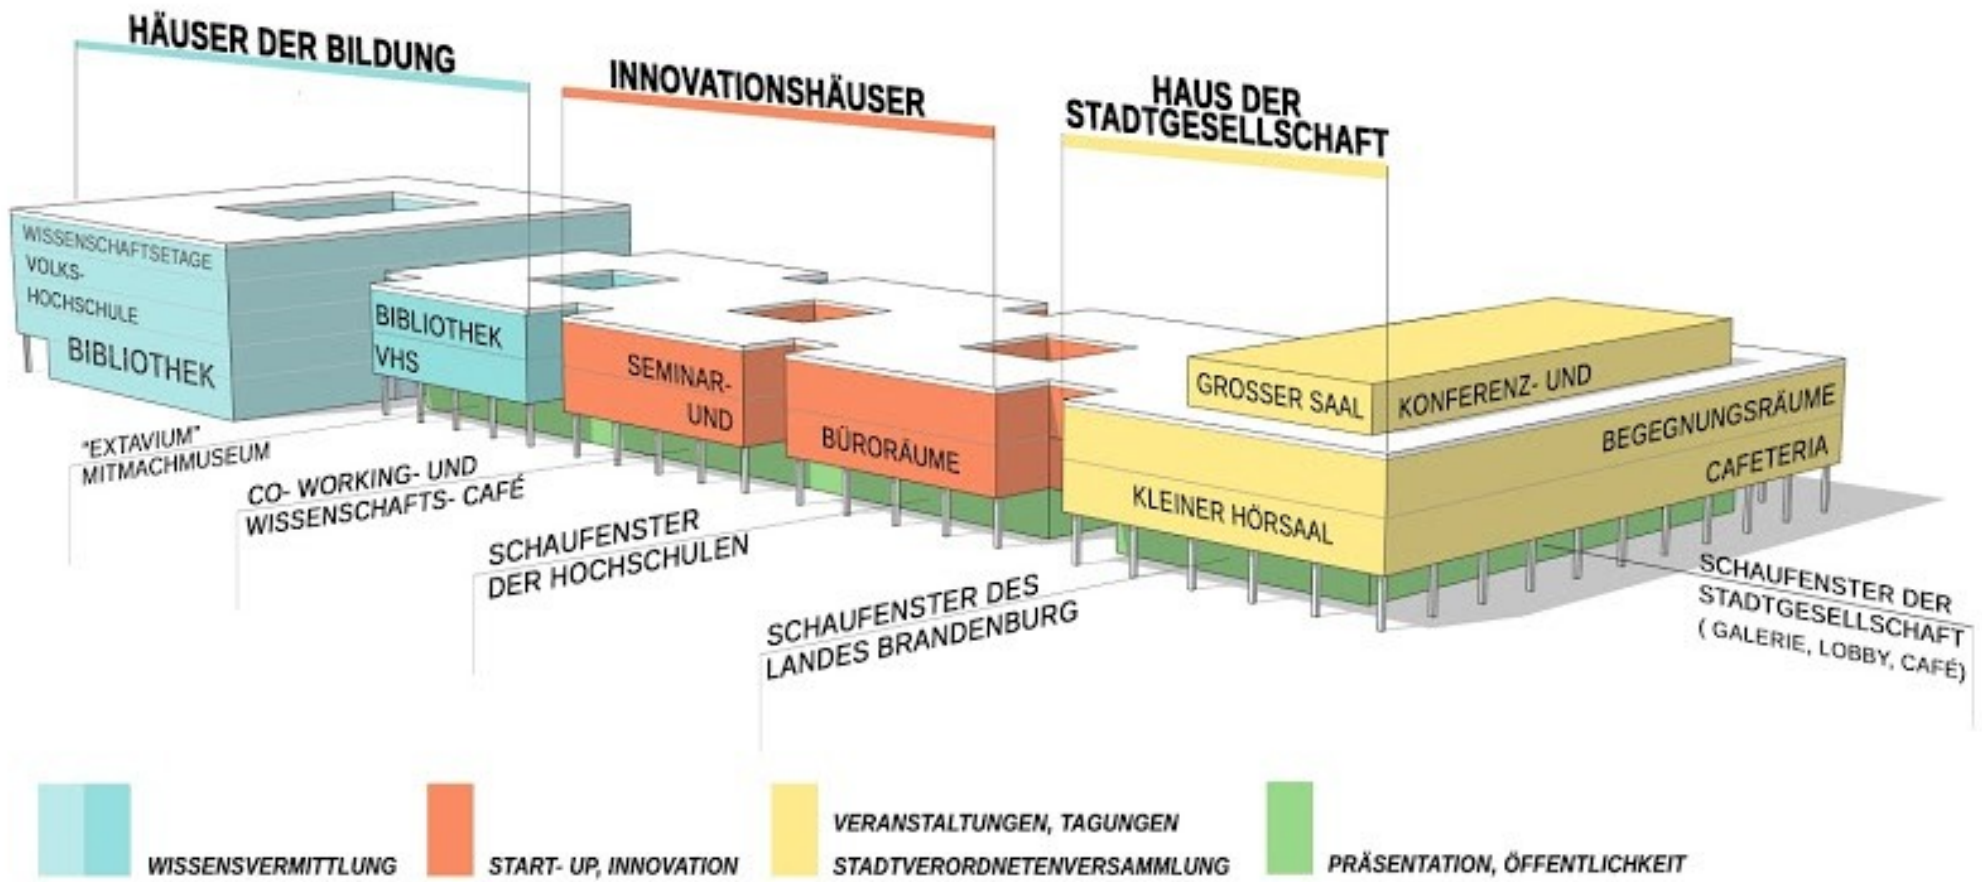 HÄUSER DER BILDUNG
INNOVATIONSHÄUSER
HAUS DER
STADTGESELLSCHAFT
WISSENSCHAFTSETAGE
VOLKS-
HOCHSCHULE
BIBLIOTHEK
BIBLIOTHEK
VHS
SEMINAR-
UND
BÜRORÄUME
GROSSER SAAL
KONFERENZ- UND
BEGEGNUNGSRÄUME
CAFETERIA
KLEINER HÖRSAAL
"EXTAVIUM"
MITMACHMUSEUM
CO- WORKING- UND
WISSENSCHAFTS- CAFÉ
SCHAUFENSTER
DER HOCHSCHULEN
SCHAUFENSTER DES
LANDES BRANDENBURG
SCHAUFENSTER DER
STADTGESELLSCHAFT
( GALERIE, LOBBY, CAFÉ)
WISSENSVERMITTLUNG
START- UP, INNOVATION
VERANSTALTUNGEN, TAGUNGEN
STADTVERORDNETENVERSAMMLUNG
PRÄSENTATION, ÖFFENTLICHKEIT